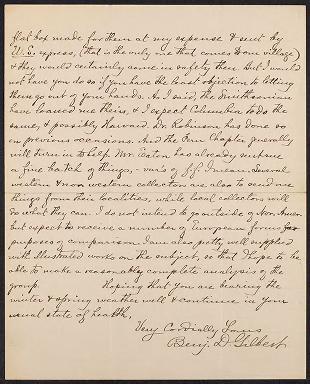 flat box made for them at my expense & sent by
U. S. express, (that is the only one that comes to our village)
& they would certainly come in safety then. But I would
not have you do so if you have the least objection to letting
them go out of your hands. As I said, the Smithsonian
have loaned me theirs, & I expect Columbia to do the
same, & possibly Harvard. Dr. Robinson has done so
on previous occasions. And the Fern Chapter generally
will turn in to help. Mr. Eaton has already sent me
a fine batch of things, - vars of
western & non western collectors are also to send me
things from their localities, while local collectors will
do what they can. I do not intend to go outside of Nor. Amer.
but expect to receive a number of European forms for
purposes of comparison. I am also pretty well supplied
with illustrated works on the subject, so that I hope to be
able to make a reasonably complete analysis of the
group. Hoping that you are bearing the
winter & spring weather well & continue in your
usual state of health,
Very Cordially Yours
Benj. D. Gilbert